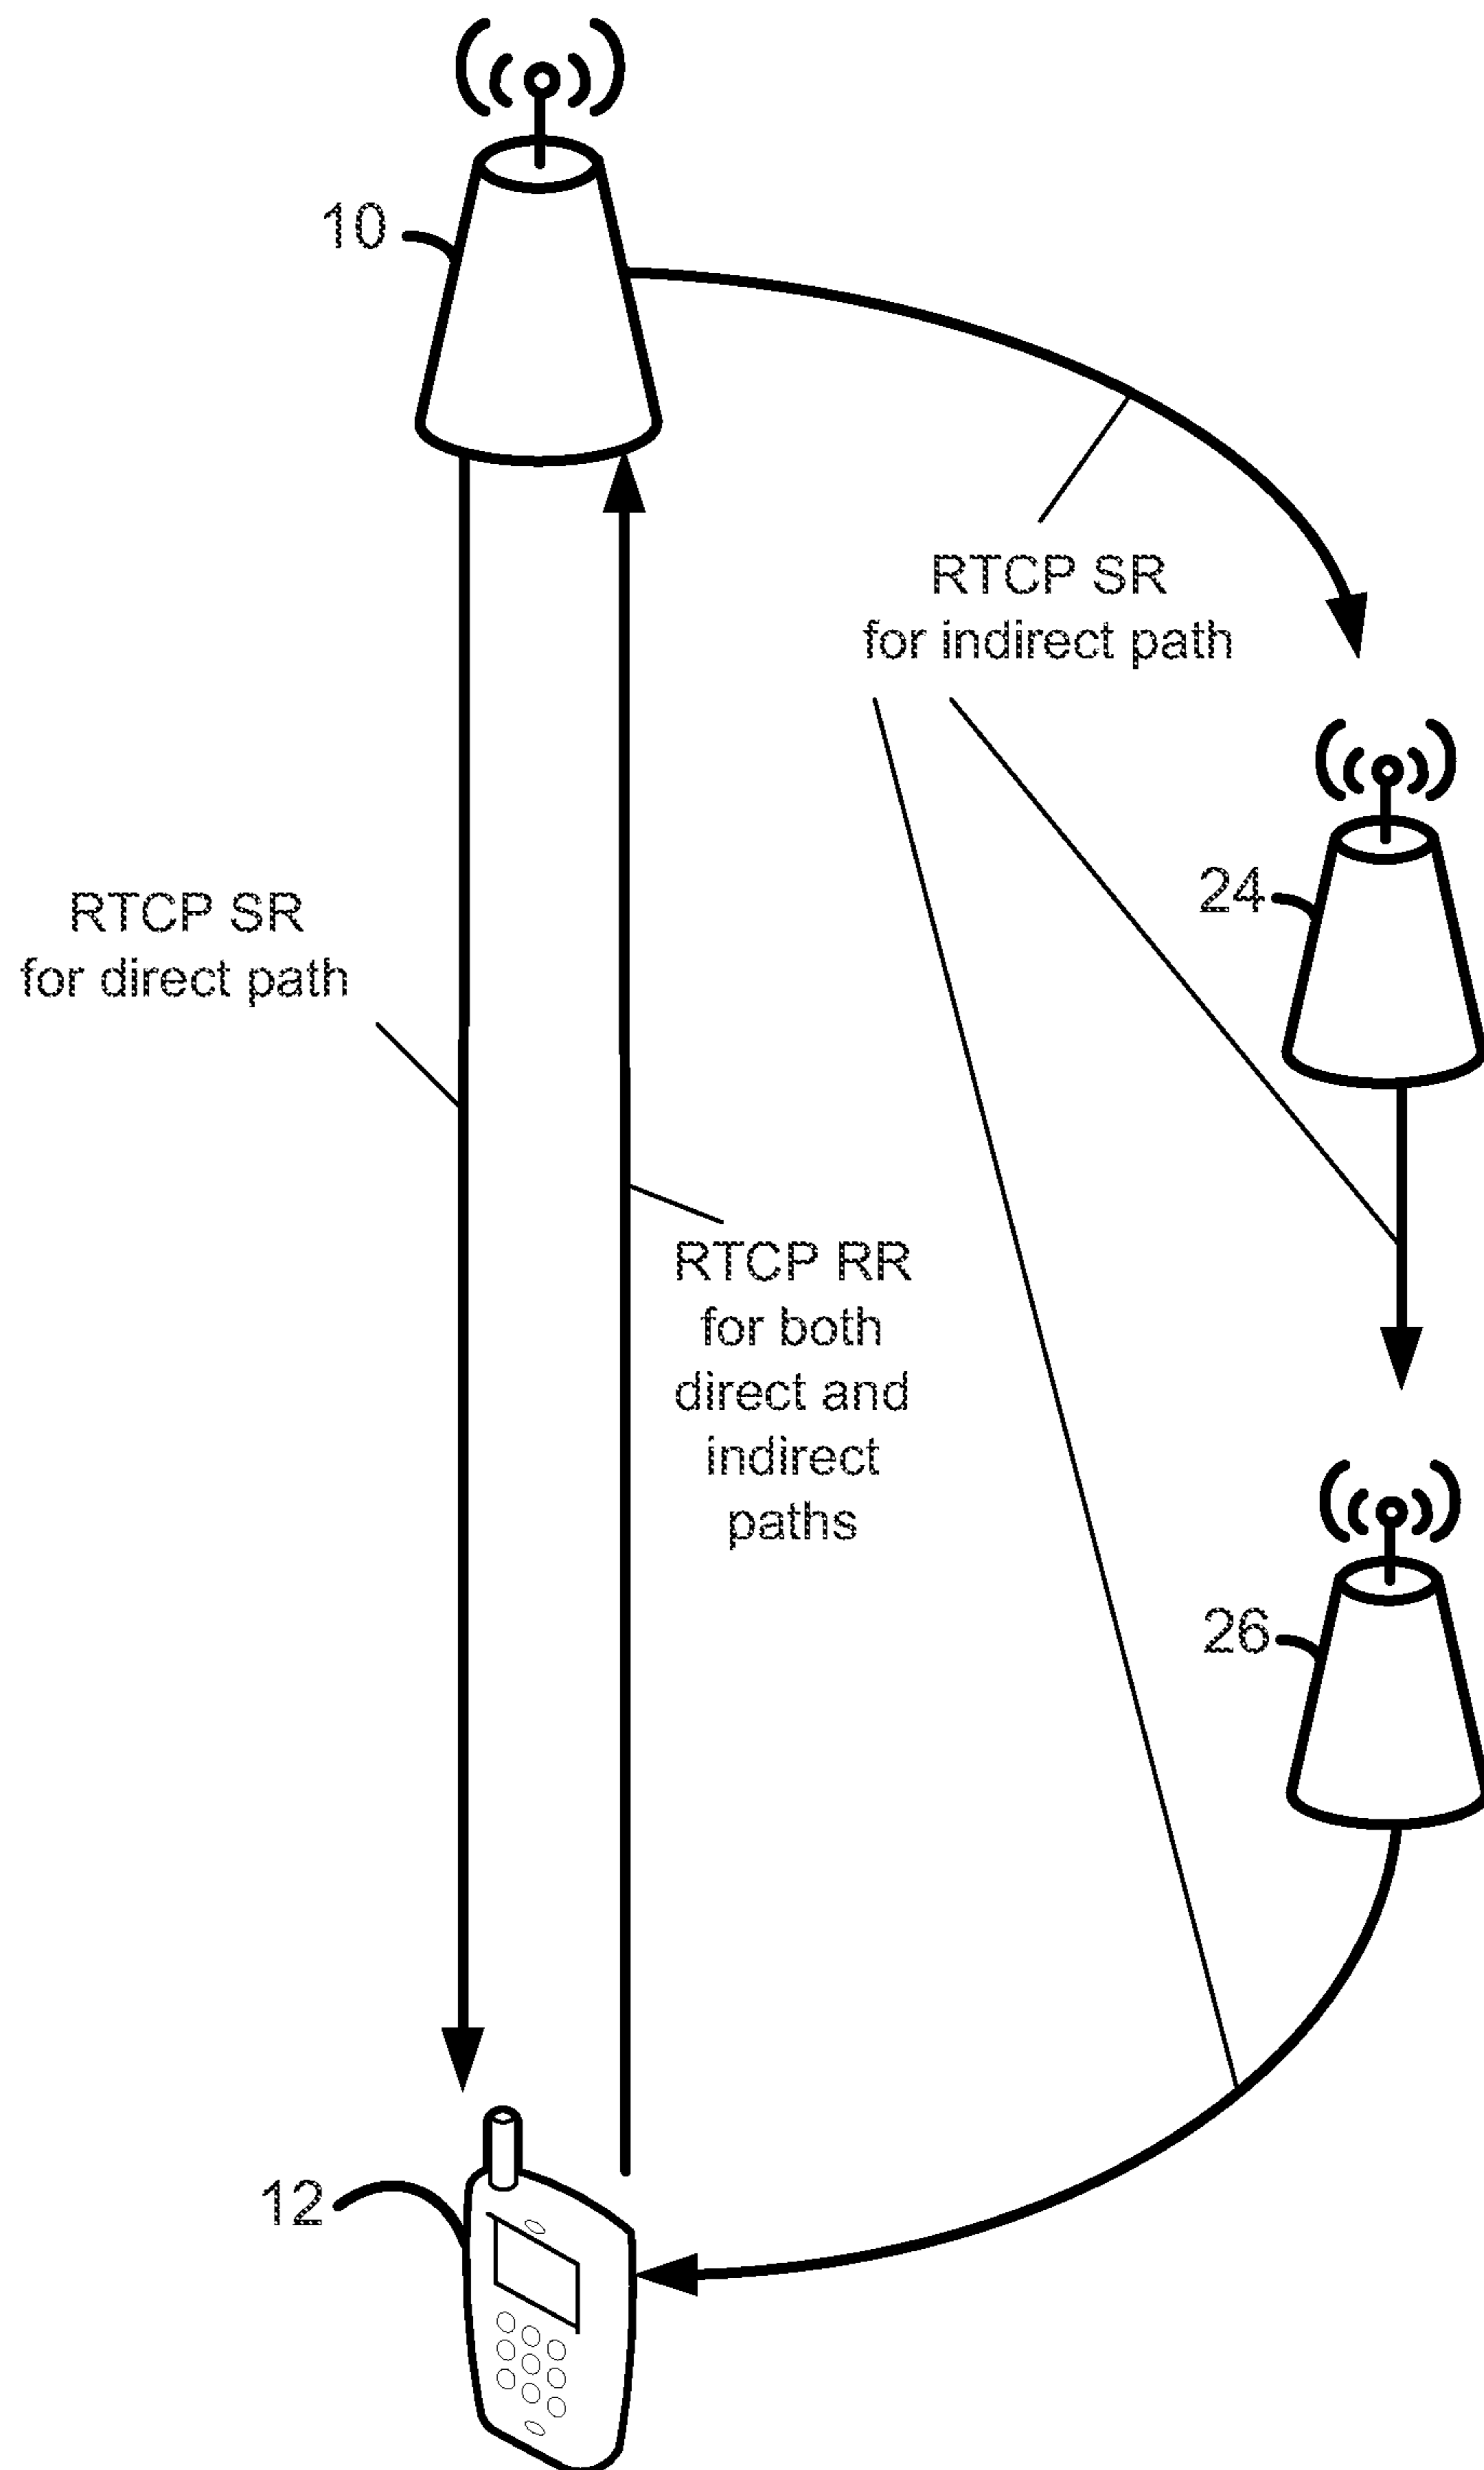 10
RTCP SR
for indirect path
24
RTCP SR
for direct path
RTCP RR
for both
direct and
indirect
paths
26
12